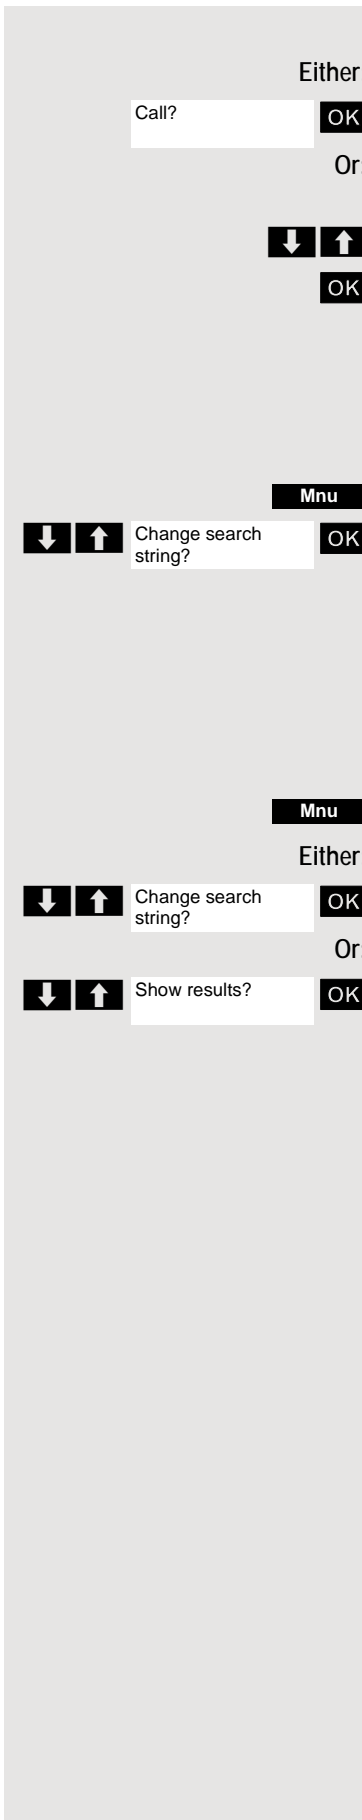 Either
Call? OK
Or
OK
Mnu
Change search OK
string?
Mnu
Either
Change search OK
string?
Or
Show results? OK